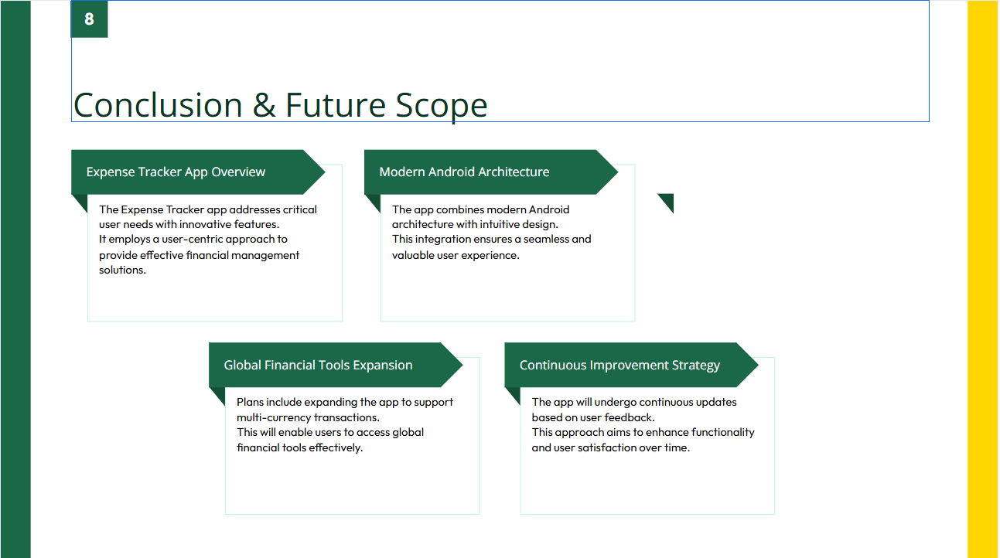 8
Conclusion & Future Scope
Expense Tracker App Overview
The Expense Tracker app addresses critical
user needs with innovative features.
It employs a user-centric approach to
provide effective financial management
solutions.
Modern Android Architecture
The app combines modern Android
architecture with intuitive design.
This integration ensures a seamless and
valuable user experience.
Global Financial Tools Expansion
Plans include expanding the app to support
multi-currency transactions.
This will enable users to access global
financial tools effectively.
Continuous Improvement Strategy
The app will undergo continuous updates
based on user feedback.
This approach aims to enhance functionality
and user satisfaction over time.